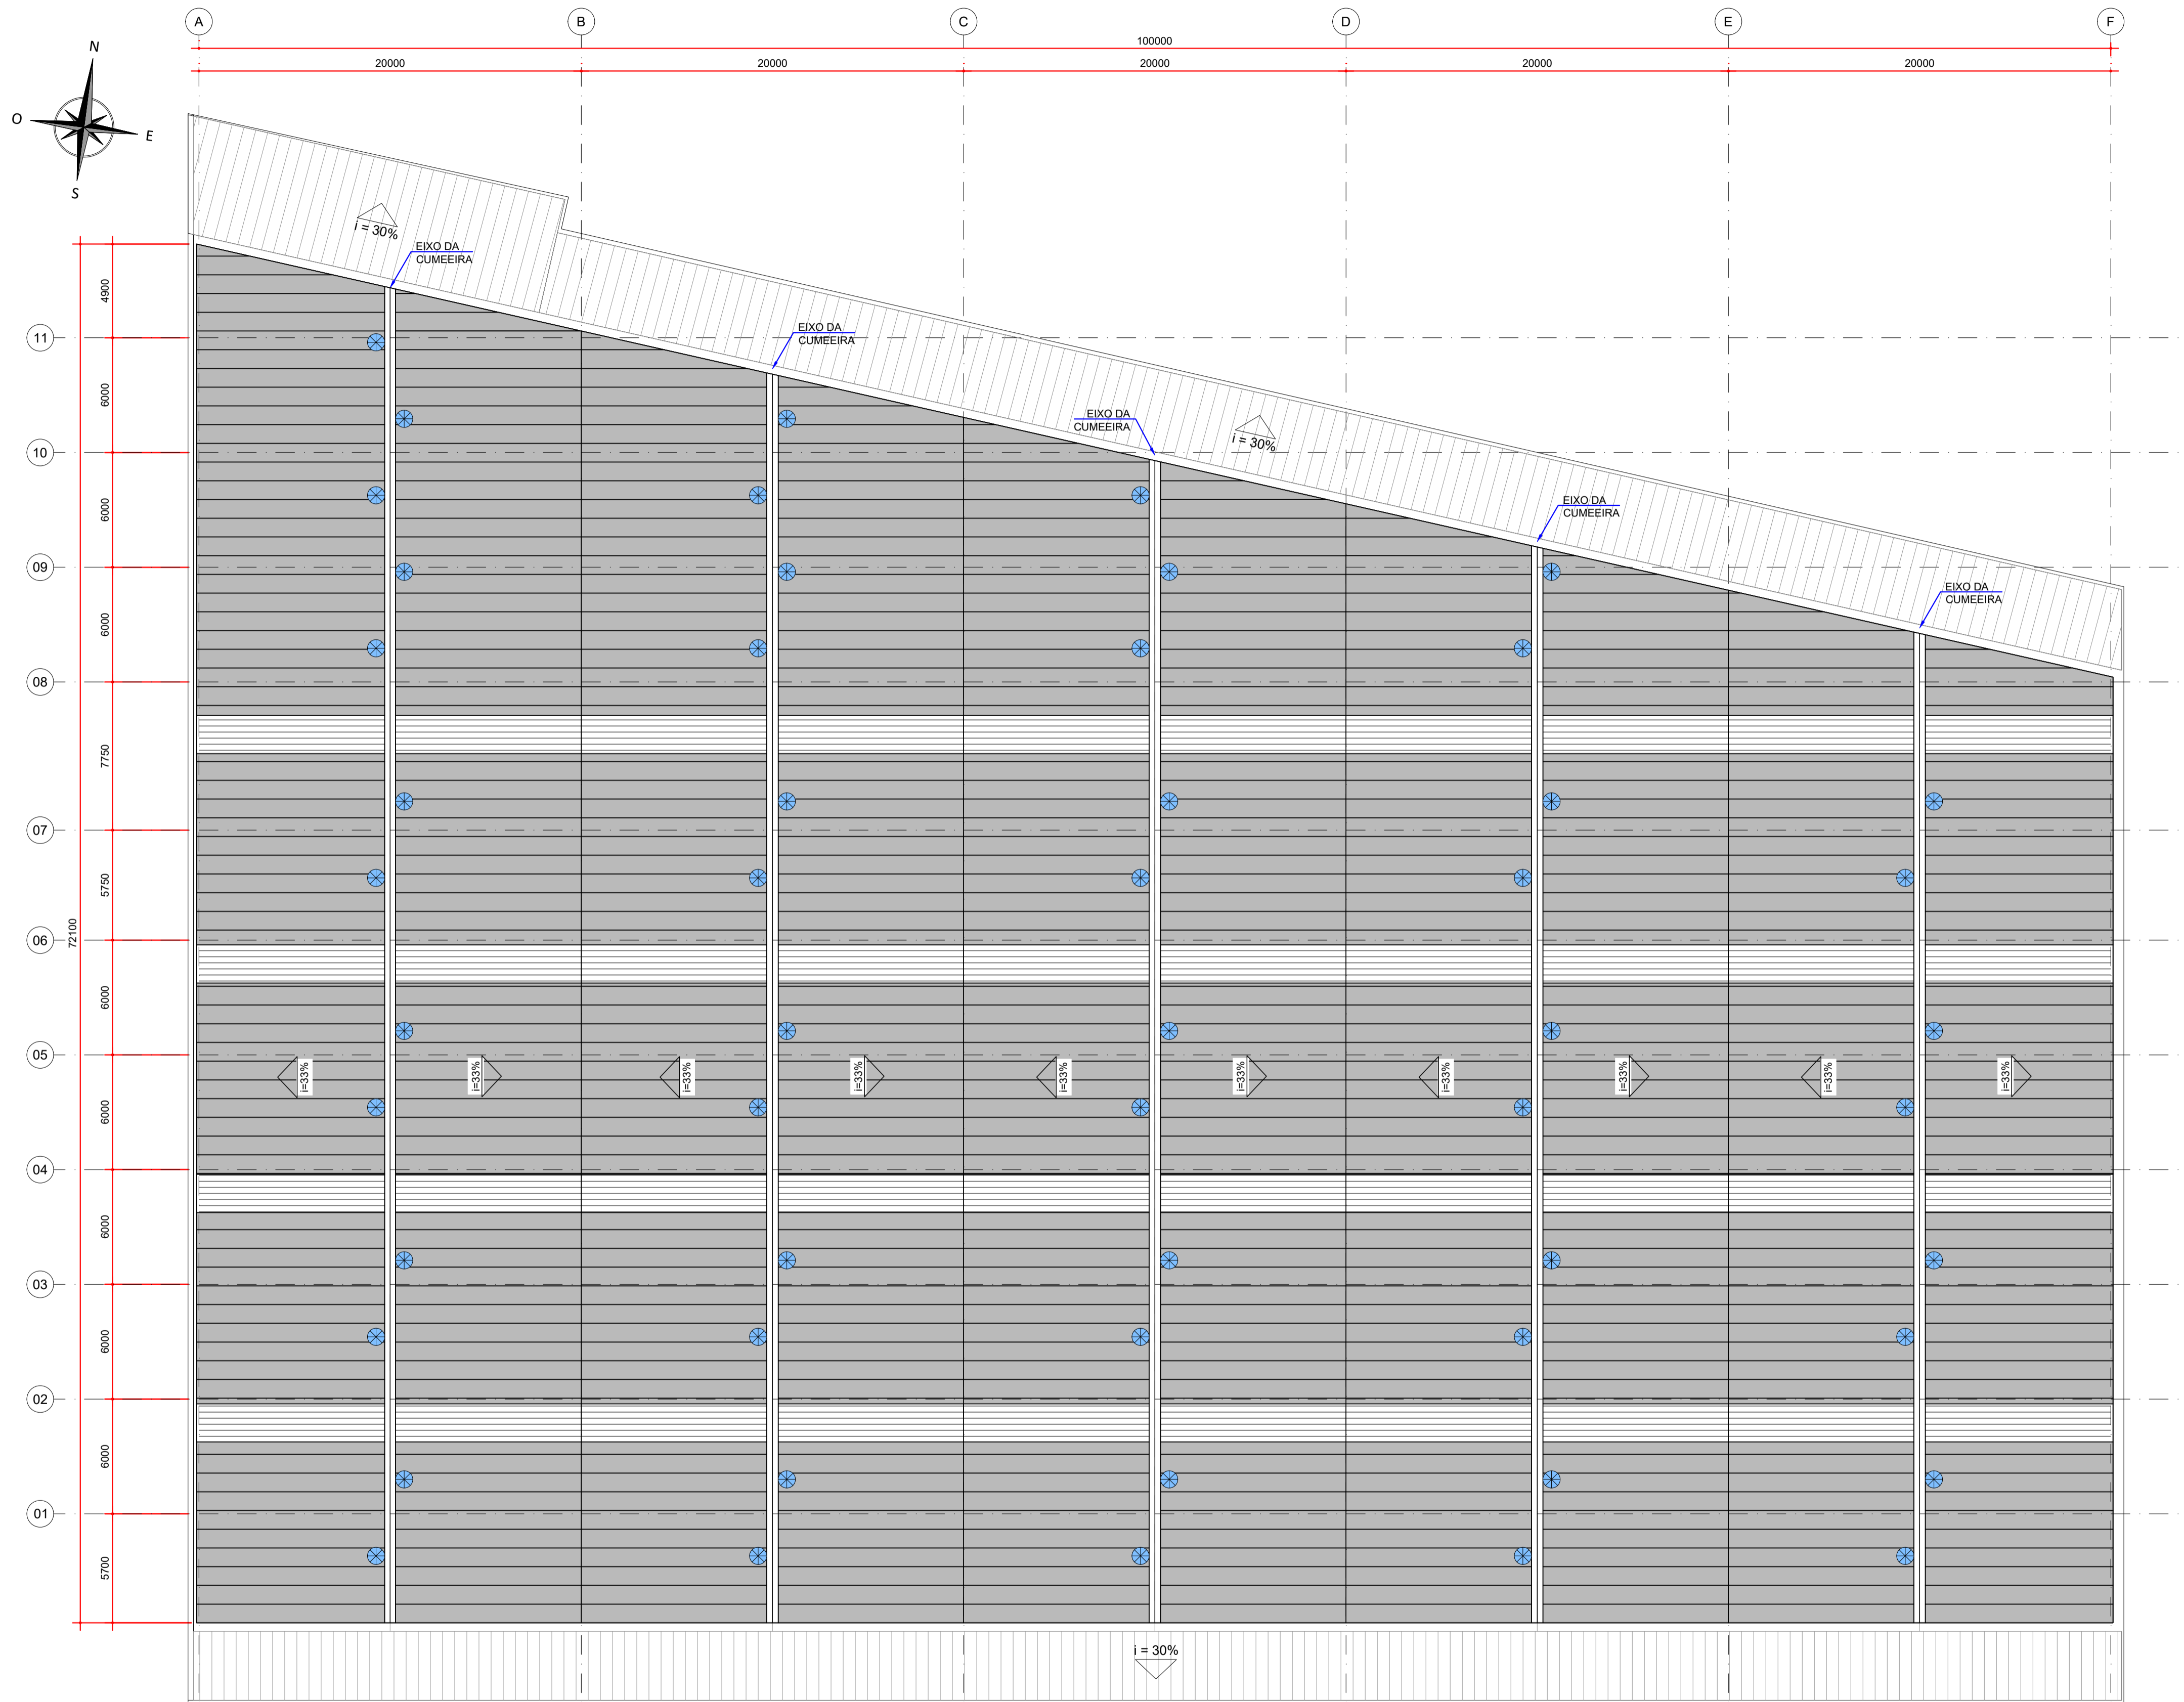 A B C D E F
100000
20000 20000 20000 20000 20000
N
O
E
S
i = 30%
EIXO DA
CUMEEIRA
4900
11
EIXO DA
CUMEEIRA
6000
EIXO DA
CUMEEIRA
i = 30%
10
6000
EIXO DA
CUMEEIRA
09
6000
EIXO DA
CUMEEIRA
08
7750
07
5750
72100
06
6000
05
i=33% i=33% i=33% i=33% i=33% i=33% i=33% i=33% i=33% i=33%
6000
04
6000
03
6000
02
6000
01
5700
i = 30%